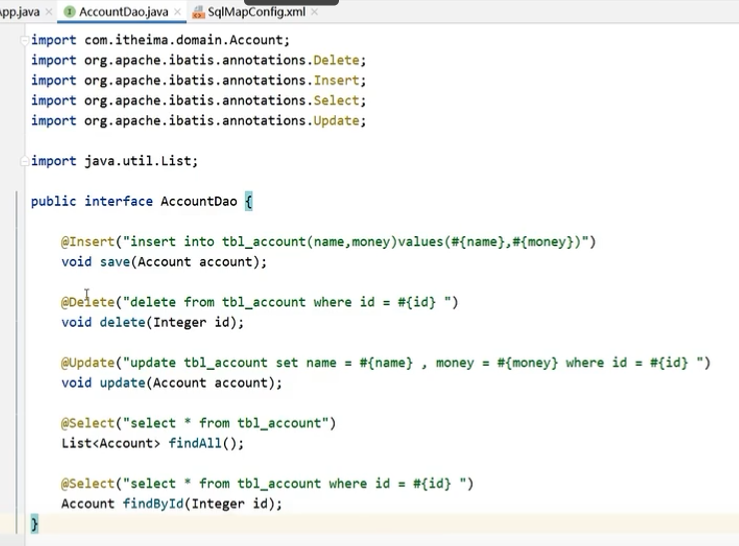 App.java AccountDao.java SqlMapConfig.xml
import com.itheima.domain.Account;
import org.apache.ibatis.annotations.Delete;
import org.apache.ibatis.annotations.Insert;
import org.apache.ibatis.annotations.Select;
import org.apache.ibatis.annotations.Update;
import java.util.List;
public interface AccountDao {
@Insert("insert into tbl_account(name,money)values(#{name},#{money})")
void save(Account account);
@Delete("delete from tbl_account where id = #{id} ")
void delete(Integer id);
@Update("update tbl_account set name = #{name} , money = #{money} where id = #{id} ")
void update(Account account);
@Select("select * from tbl_account")
List<Account> findAll();
@Select("select * from tbl_account where id = #{id} ")
Account findById(Integer id);
}